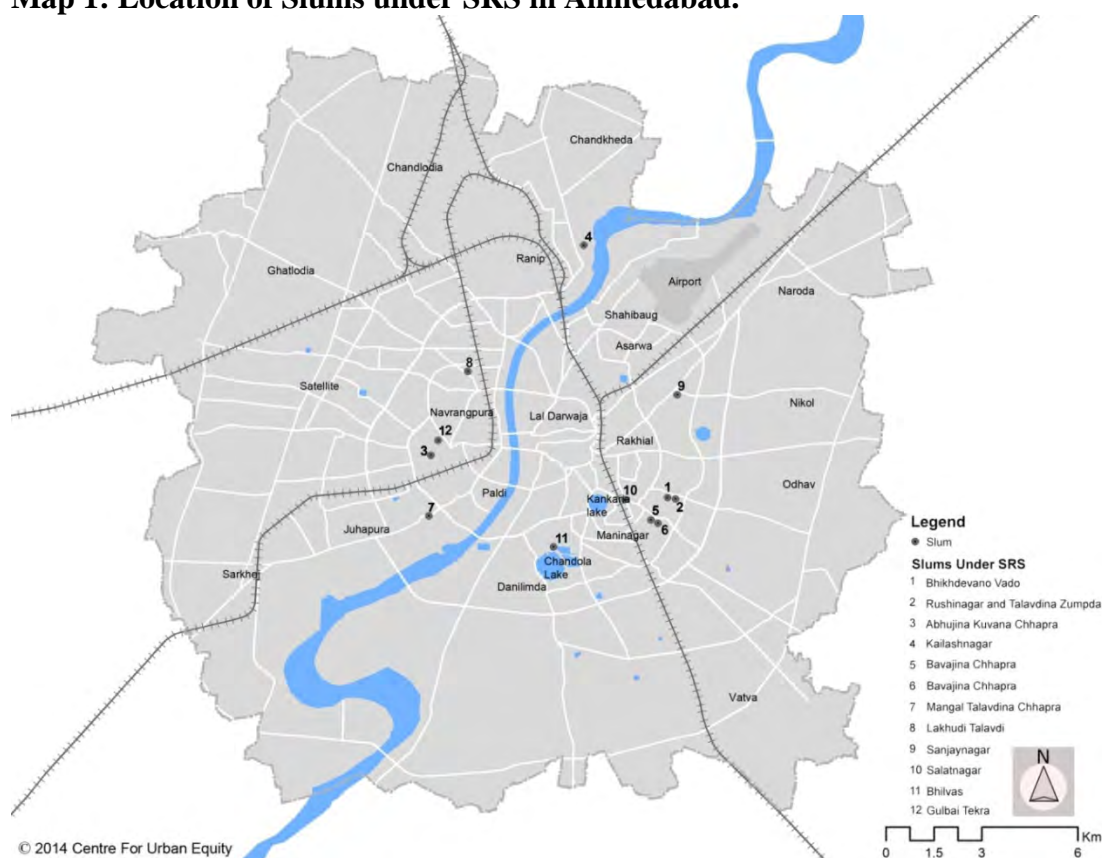 Map 1: Location of Slums under SRS in Ahmedabad.
Chandkheda
Chandlodia
4
Ranip
Ghatlodia
Airport
Naroda
Shahibaug
Asarwa
8
Satellite
9
Nikol
Navrangpura
Lal Darwaja
12
Rakhial
3
Odhav
Paldi
10
1
Kankaria
lake
2
7
5
6
Juhapura
Maninagar
11
Chandola
Lake
Sarkhej
Danilimda
Vatva
Legend
Slum
Slums Under SRS
1 Bhikhdevano Vado
2 Rushinagar and Talavdina Zumpda
3 Abhujina Kuvana Chhapra
4 Kailashnagar
5 Bavajina Chhapra
6 Bavajina Chhapra
7 Mangal Talavdina Chhapra
8 Lakhudi Talavdi
9 Sanjaynagar
10 Salatnagar
11 Bhilvas
12 Gulbai Tekra
N
Km
0 1.5 3 6
© 2014 Centre For Urban Equity